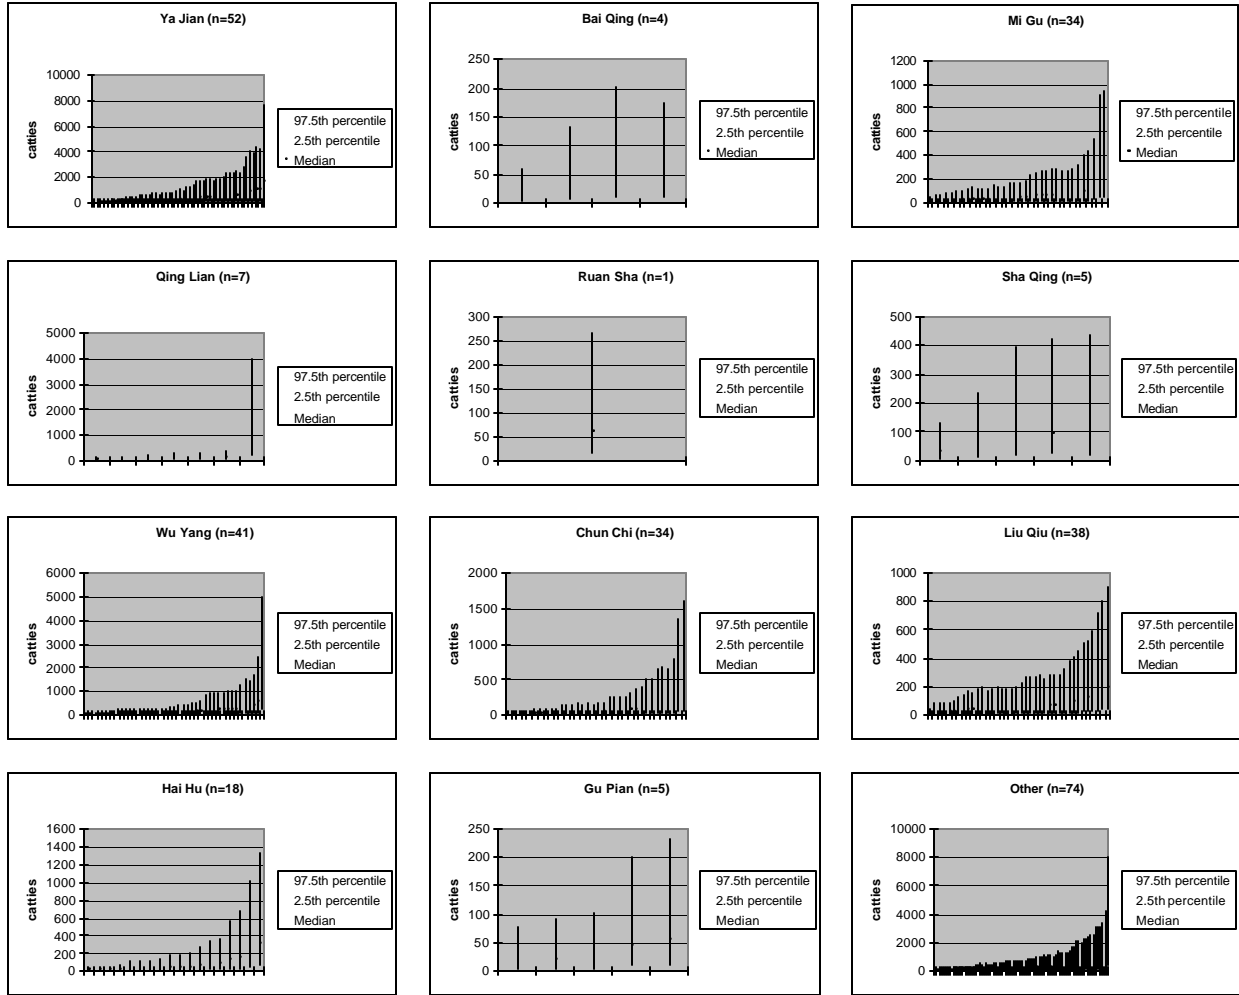 Ya Jian (n=52)
10000
8000
6000
4000
2000
0
catties
97.5th percentile
2.5th percentile
Median
Bai Qing (n=4)
250
200
150
100
50
0
catties
97.5th percentile
2.5th percentile
Median
Mi Gu (n=34)
1200
1000
800
600
400
200
0
catties
97.5th percentile
2.5th percentile
Median
Qing Lian (n=7)
5000
4000
3000
2000
1000
0
catties
97.5th percentile
2.5th percentile
Median
Ruan Sha (n=1)
300
250
200
150
100
50
0
catties
97.5th percentile
2.5th percentile
Median
Sha Qing (n=5)
500
400
300
200
100
0
catties
97.5th percentile
2.5th percentile
Median
Wu Yang (n=41)
6000
5000
4000
3000
2000
1000
0
catties
97.5th percentile
2.5th percentile
Median
Chun Chi (n=34)
2000
1500
1000
500
0
catties
97.5th percentile
2.5th percentile
Median
Liu Qiu (n=38)
1000
800
600
400
200
0
catties
97.5th percentile
2.5th percentile
Median
Hai Hu (n=18)
1600
1400
1200
1000
800
600
400
200
0
catties
97.5th percentile
2.5th percentile
Median
Gu Pian (n=5)
250
200
150
100
50
0
catties
97.5th percentile
2.5th percentile
Median
Other (n=74)
10000
8000
6000
4000
2000
0
catties
97.5th percentile
2.5th percentile
Median